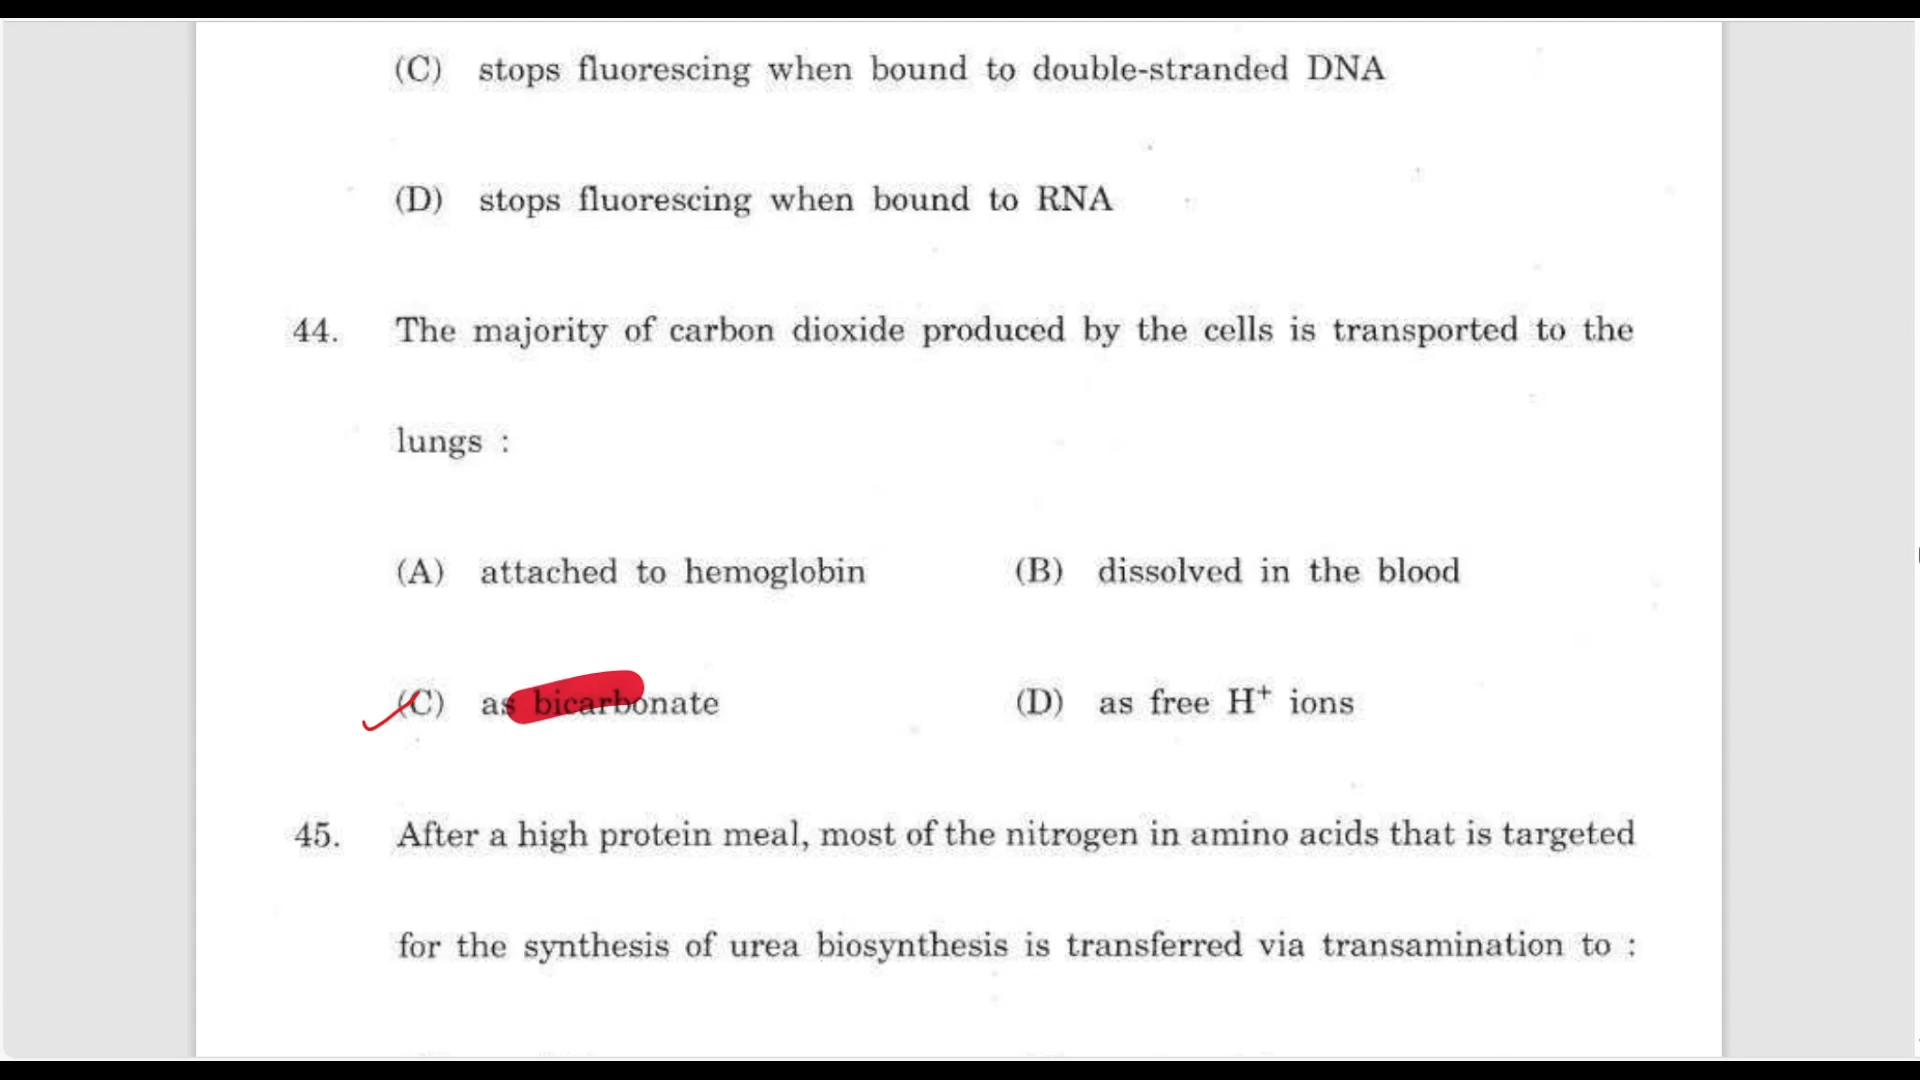 (C) stops fluorescing when bound to double-stranded DNA
(D) stops fluorescing when bound to RNA
44. The majority of carbon dioxide produced by the cells is transported to the
lungs :
(A) attached to hemoglobin (B) dissolved in the blood
(C) as bicarbonate (D) as free H⁺ ions
45. After a high protein meal, most of the nitrogen in amino acids that is targeted
for the synthesis of urea biosynthesis is transferred via transamination to :